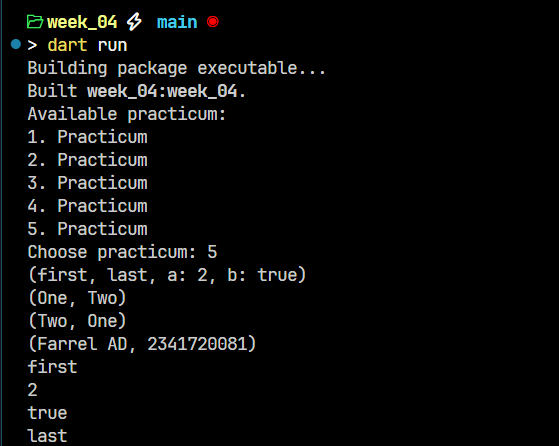 week_04 main
> dart run
Building package executable...
Built week_04:week_04.
Available practicum:
1. Practicum
2. Practicum
3. Practicum
4. Practicum
5. Practicum
Choose practicum: 5
(first, last, a: 2, b: true)
(One, Two)
(Two, One)
(Farrel AD, 2341720081)
first
2
true
last